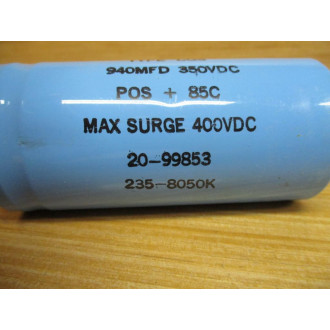 940MFD 350VDC
POS + 85C
MAX SURGE 400VDC
20-99853
235-8050K